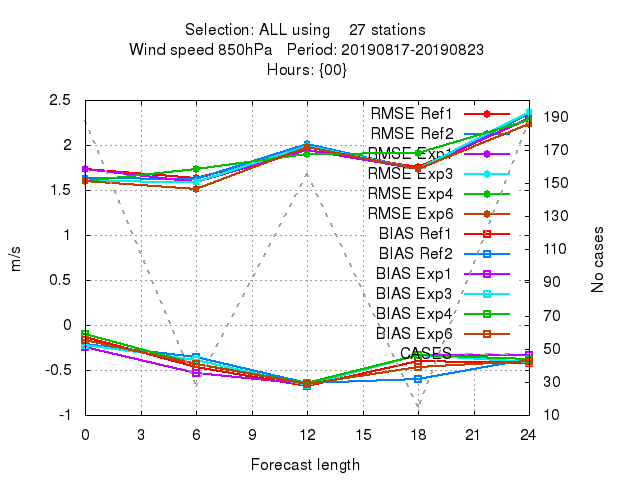 Selection: ALL using    27 stations
Wind speed 850hPa   Period: 20190817-20190823
Hours: {00}
2.5
2
1.5
1
0.5
0
-0.5
-1
m/s
190
170
150
130
110
90
70
50
30
10
No cases
RMSE Ref1
RMSE Ref2
RMSE Exp1
RMSE Exp3
RMSE Exp4
RMSE Exp6
BIAS Ref1
BIAS Ref2
BIAS Exp1
BIAS Exp3
BIAS Exp4
BIAS Exp6
CASES
0 3 6 9 12 15 18 21 24
Forecast length